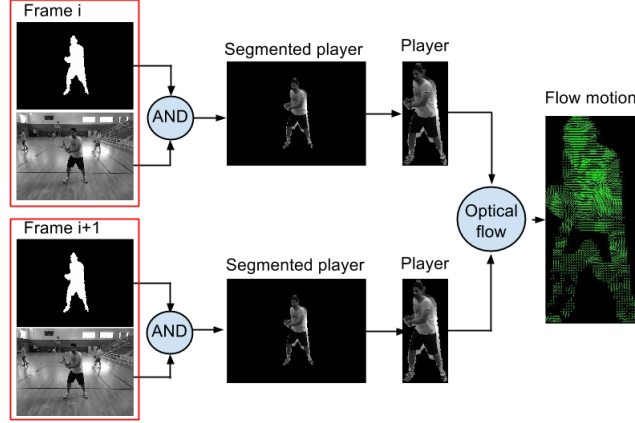 Frame i
Segmented player
Player
AND
Flow motion
Optical
flow
Frame i+1
Segmented player
Player
AND